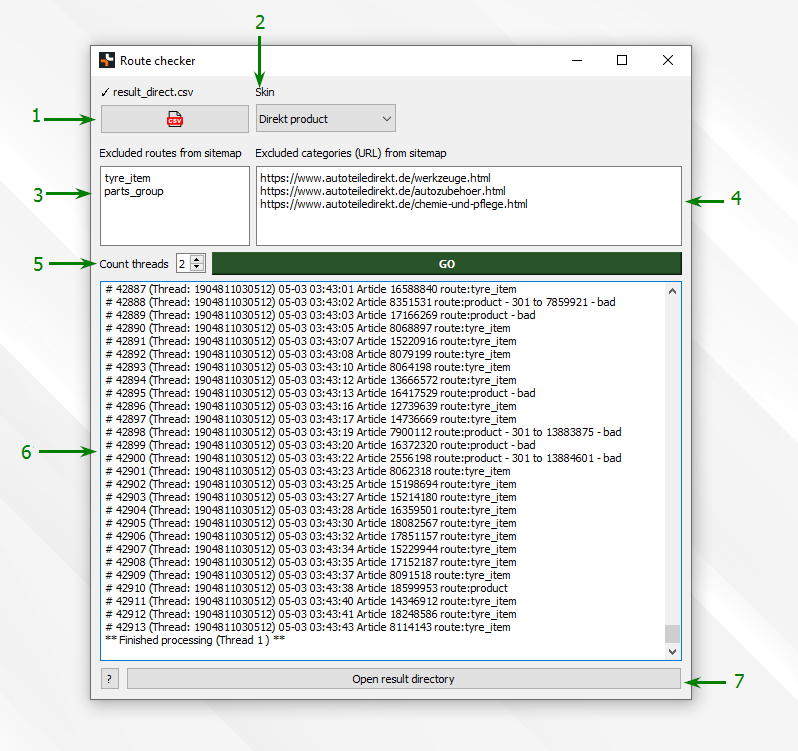 2
Route checker
✓ result_direct.csv
Skin
1
CSV
Direkt product
Excluded routes from sitemap
Excluded categories (URL) from sitemap
3
tyre_item
parts_group
https://www.autoteiledirekt.de/werkzeuge.html
https://www.autoteiledirekt.de/autozubehoer.html
https://www.autoteiledirekt.de/chemie-und-pflege.html
4
5
Count threads
2
GO
# 42887 (Thread: 1904811030512) 05-03 03:43:01 Article 16588840 route:tyre_item
# 42888 (Thread: 1904811030512) 05-03 03:43:02 Article 8351531 route:product - 301 to 7859921 - bad
# 42889 (Thread: 1904811030512) 05-03 03:43:03 Article 17166269 route:product - bad
# 42890 (Thread: 1904811030512) 05-03 03:43:05 Article 8068897 route:tyre_item
# 42891 (Thread: 1904811030512) 05-03 03:43:07 Article 15220916 route:tyre_item
# 42892 (Thread: 1904811030512) 05-03 03:43:08 Article 8079199 route:tyre_item
# 42893 (Thread: 1904811030512) 05-03 03:43:10 Article 8064198 route:tyre_item
# 42894 (Thread: 1904811030512) 05-03 03:43:12 Article 13666572 route:tyre_item
# 42895 (Thread: 1904811030512) 05-03 03:43:13 Article 16417529 route:product - bad
# 42896 (Thread: 1904811030512) 05-03 03:43:16 Article 12739639 route:tyre_item
# 42897 (Thread: 1904811030512) 05-03 03:43:17 Article 14736669 route:tyre_item
# 42898 (Thread: 1904811030512) 05-03 03:43:19 Article 7900112 route:product - 301 to 13883875 - bad
# 42899 (Thread: 1904811030512) 05-03 03:43:20 Article 16372320 route:product - bad
# 42900 (Thread: 1904811030512) 05-03 03:43:22 Article 2556198 route:product - 301 to 13884601 - bad
# 42901 (Thread: 1904811030512) 05-03 03:43:23 Article 8062318 route:tyre_item
# 42902 (Thread: 1904811030512) 05-03 03:43:25 Article 15198694 route:tyre_item
# 42903 (Thread: 1904811030512) 05-03 03:43:27 Article 15214180 route:tyre_item
# 42904 (Thread: 1904811030512) 05-03 03:43:28 Article 16359501 route:tyre_item
# 42905 (Thread: 1904811030512) 05-03 03:43:30 Article 18082567 route:tyre_item
# 42906 (Thread: 1904811030512) 05-03 03:43:32 Article 17851157 route:tyre_item
# 42907 (Thread: 1904811030512) 05-03 03:43:34 Article 15229944 route:tyre_item
# 42908 (Thread: 1904811030512) 05-03 03:43:35 Article 17152187 route:tyre_item
# 42909 (Thread: 1904811030512) 05-03 03:43:37 Article 8091518 route:tyre_item
# 42910 (Thread: 1904811030512) 05-03 03:43:38 Article 18599953 route:product
# 42911 (Thread: 1904811030512) 05-03 03:43:40 Article 14346912 route:tyre_item
# 42912 (Thread: 1904811030512) 05-03 03:43:41 Article 18248586 route:tyre_item
# 42913 (Thread: 1904811030512) 05-03 03:43:43 Article 8114143 route:tyre_item
** Finished processing (Thread 1 ) **
6
?
Open result directory
7